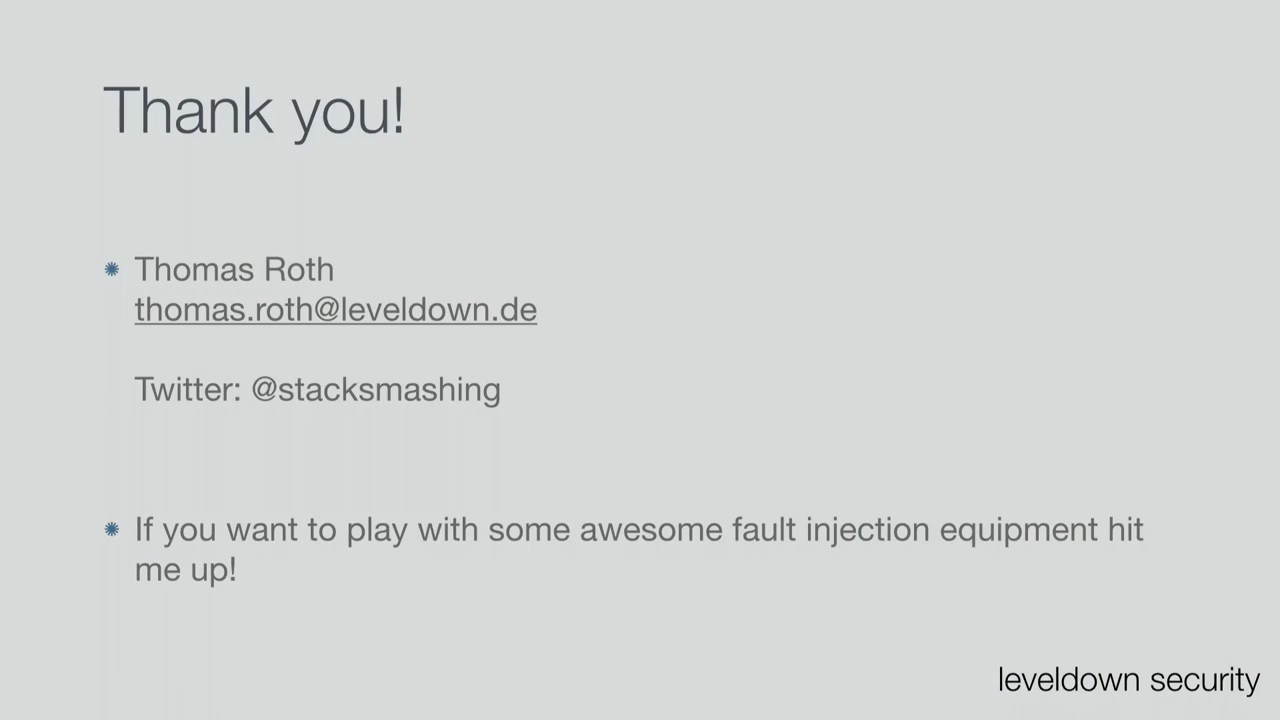 Thank you!
Thomas Roth
thomas.roth@leveldown.de
Twitter: @stacksmashing
If you want to play with some awesome fault injection equipment hit
me up!
leveldown security